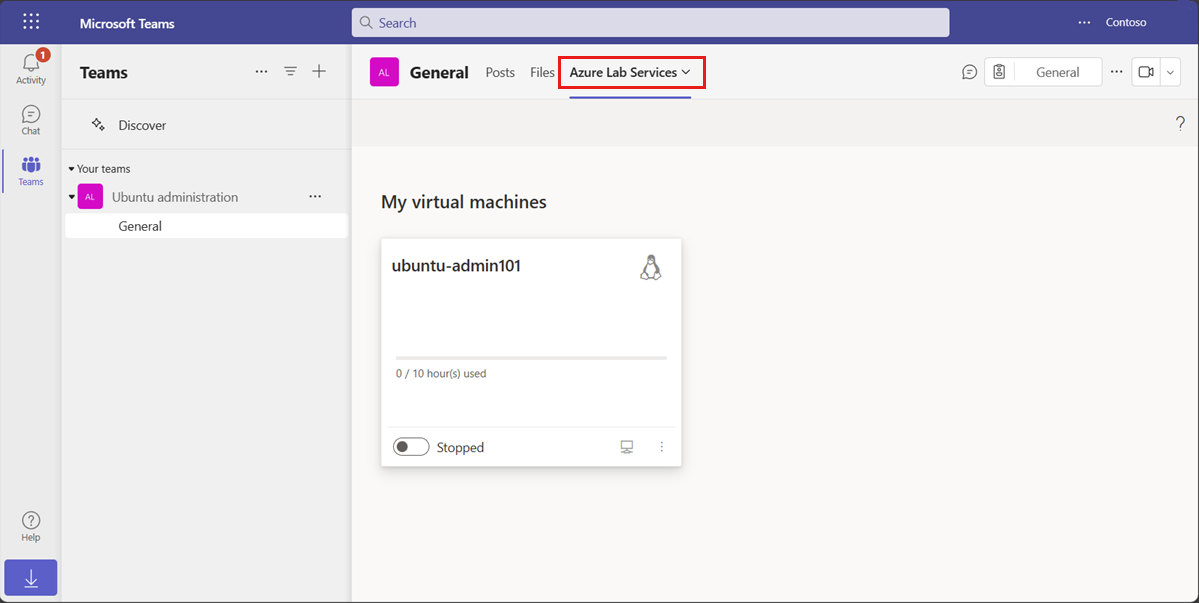 Microsoft Teams
Search
Contoso
1
Activity
Chat
Teams
Help
Teams
Discover
Your teams
AL Ubuntu administration
General
AL General Posts Files Azure Lab Services
General
?
My virtual machines
ubuntu-admin101
0 / 10 hour(s) used
Stopped